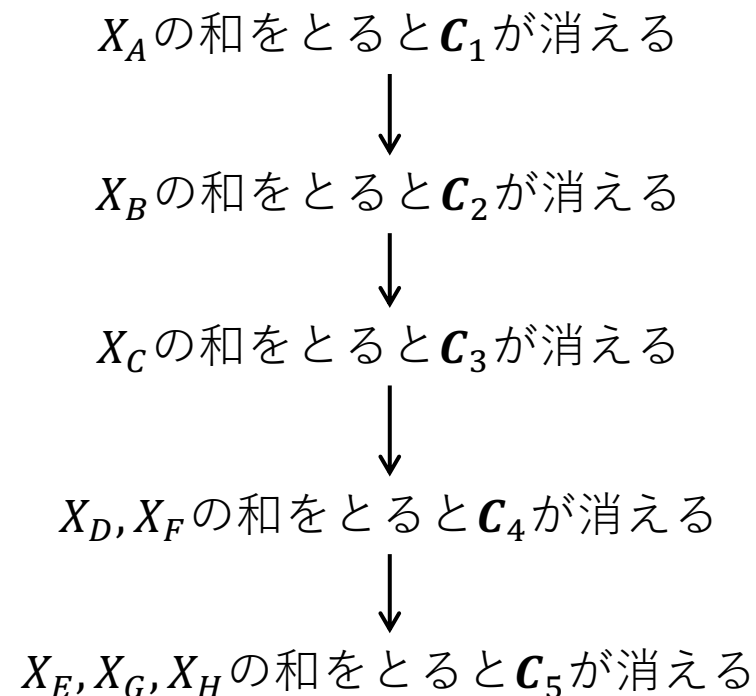 X_Aの和をとるとC_1が消える
X_Bの和をとるとC_2が消える
X_Cの和をとるとC_3が消える
X_D, X_Fの和をとるとC_4が消える
X_E, X_G, X_Hの和をとるとC_5が消える